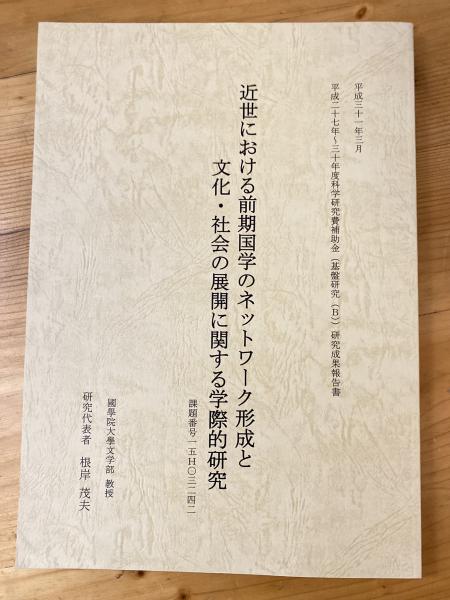 平成三十一年三月
平成二十七年～三十年度科学研究費補助金（基盤研究（B））研究成果報告書
近世における前期国学のネットワーク形成と
文化・社会の展開に関する学際的研究
課題番号一五H〇三二四二
國學院大學文学部 教授
研究代表者 根岸 茂夫